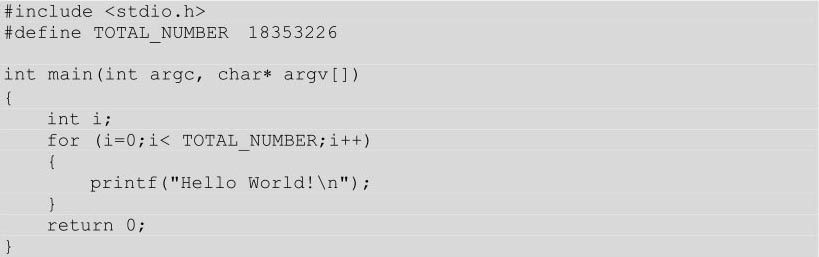 #include <stdio.h>
#define TOTAL_NUMBER  18353226

int main(int argc, char* argv[])
{
    int i;
    for (i=0;i< TOTAL_NUMBER;i++)
    {
        printf("Hello World!\n");
    }
    return 0;
}